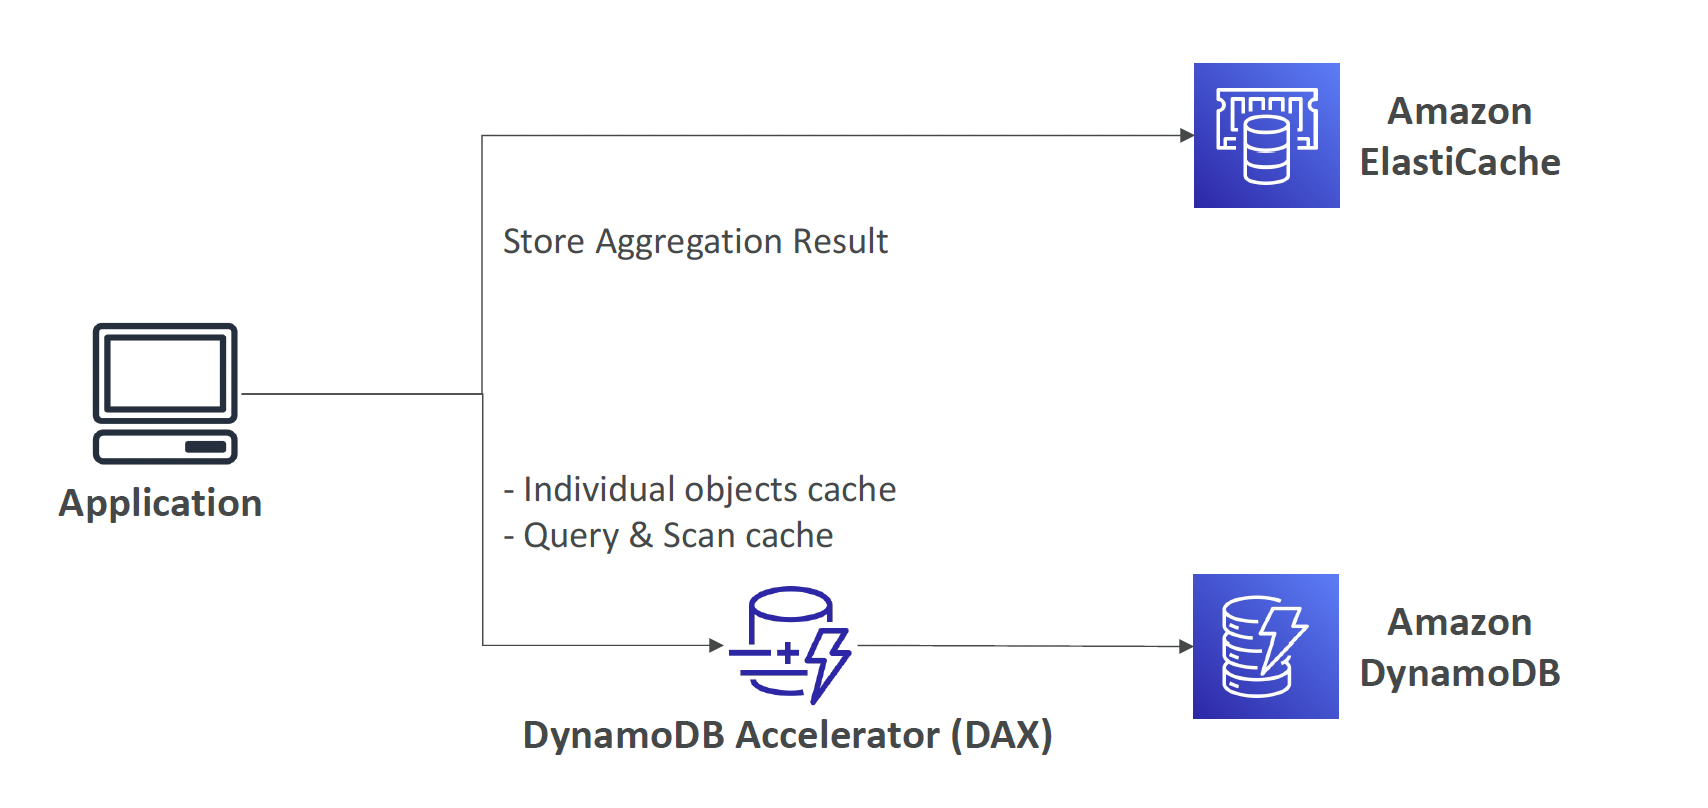 Amazon
ElastiCache
Store Aggregation Result
Application
- Individual objects cache
- Query & Scan cache
DynamoDB Accelerator (DAX)
Amazon
DynamoDB